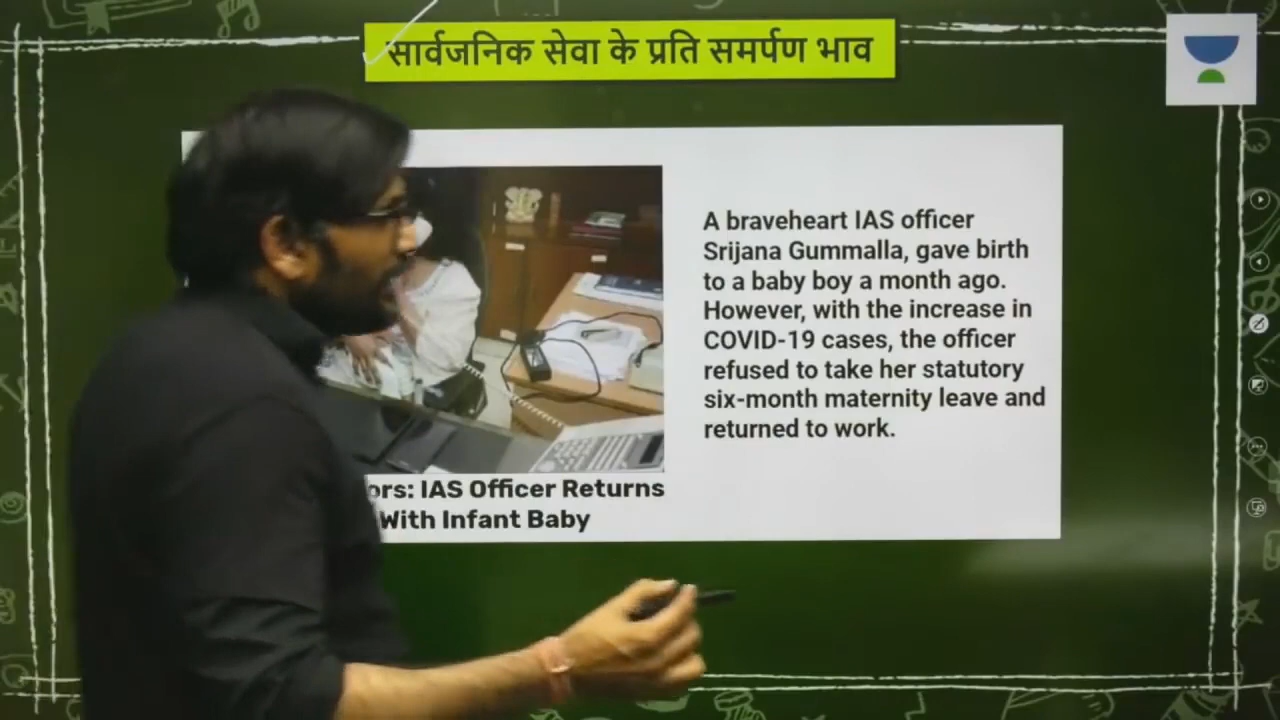 सार्वजनिक सेवा के प्रति समर्पण भाव
A braveheart IAS officer
Srijana Gummalla, gave birth
to a baby boy a month ago.
However, with the increase in
COVID-19 cases, the officer
refused to take her statutory
six-month maternity leave and
returned to work.
IAS Officer Returns
With Infant Baby